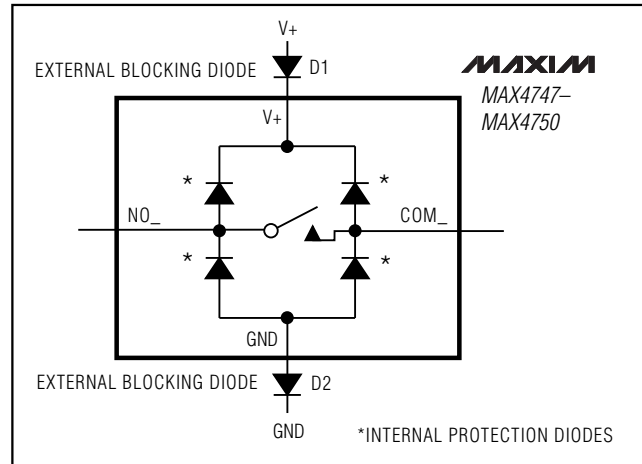 V+
EXTERNAL BLOCKING DIODE D1
MAXIM
MAX4747–
MAX4750
V+
* *
NO_ COM_
* *
GND
EXTERNAL BLOCKING DIODE D2
GND
*INTERNAL PROTECTION DIODES